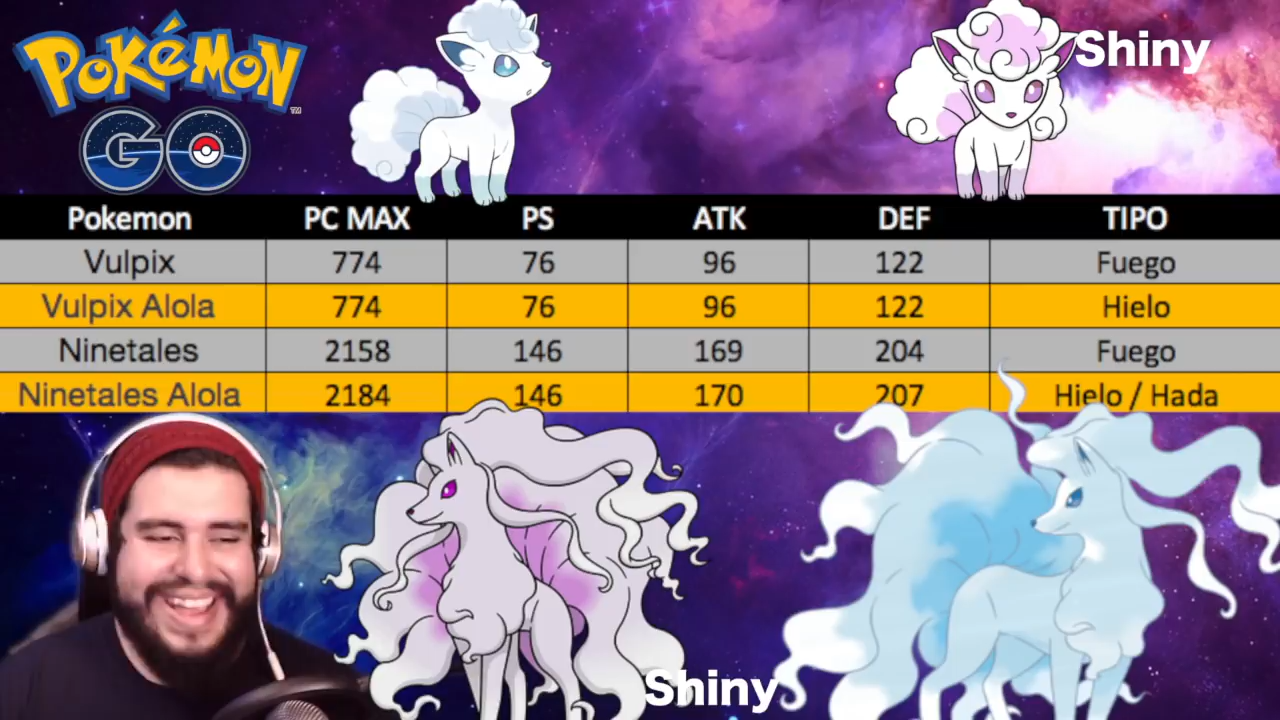 POKÉMON
GO
TM
Shiny
Pokemon PC MAX PS ATK DEF TIPO
Vulpix 774 76 96 122 Fuego
Vulpix Alola 774 76 96 122 Hielo
Ninetales 2158 146 169 204 Fuego
Ninetales Alola 2184 146 170 207 Hielo / Hada
Shiny